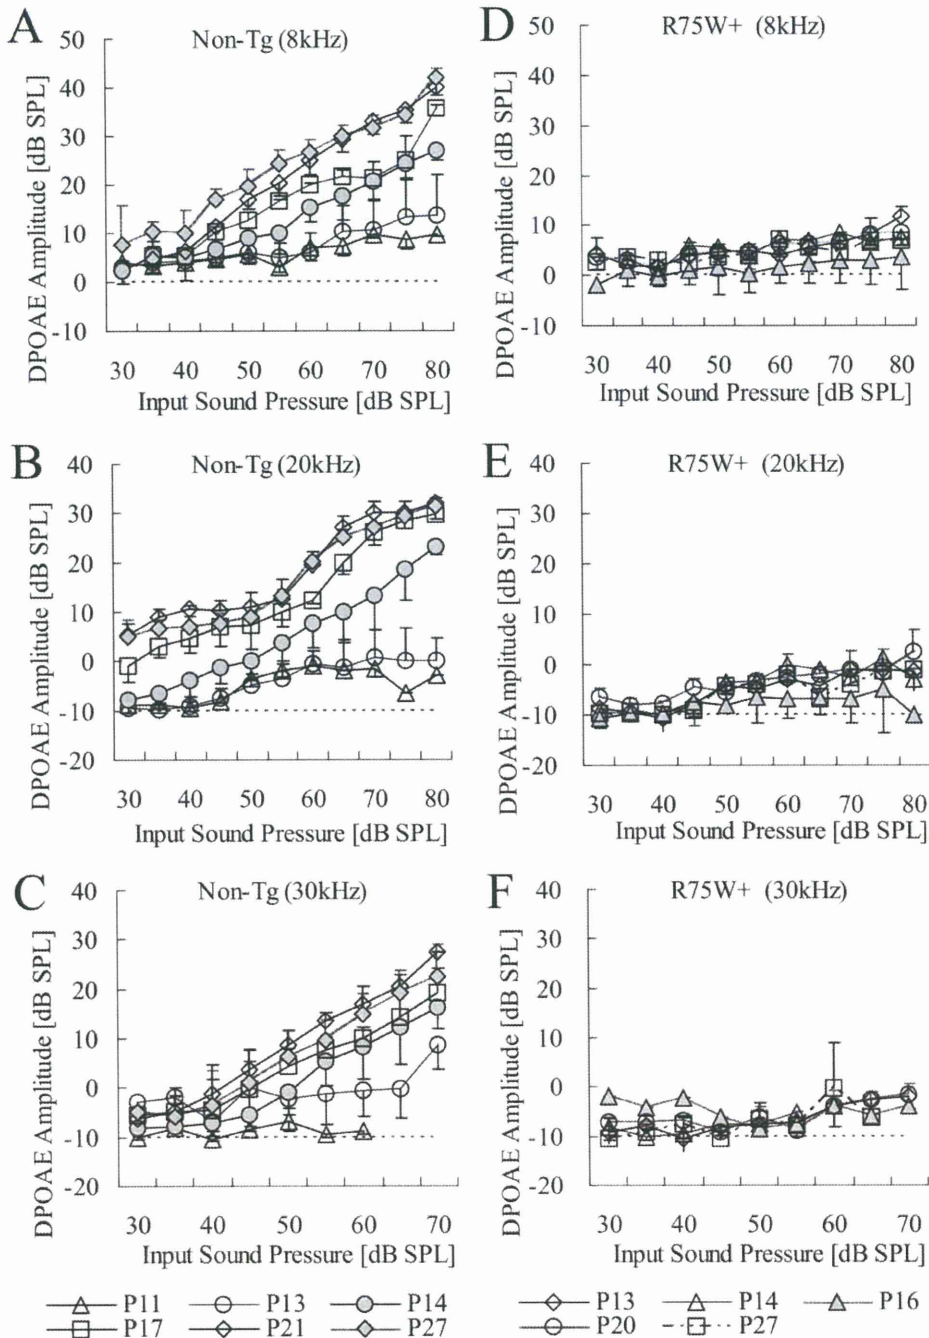 A
Non-Tg (8kHz)
DPOAE Amplitude [dB SPL]
50
40
30
20
10
0
-10
30 40 50 60 70 80
Input Sound Pressure [dB SPL]
D
R75W+ (8kHz)
DPOAE Amplitude [dB SPL]
50
40
30
20
10
0
-10
30 40 50 60 70 80
Input Sound Pressure [dB SPL]
B
Non-Tg (20kHz)
DPOAE Amplitude [dB SPL]
40
30
20
10
0
-10
-20
30 40 50 60 70 80
Input Sound Pressure [dB SPL]
E
R75W+ (20kHz)
DPOAE Amplitude [dB SPL]
40
30
20
10
0
-10
-20
30 40 50 60 70 80
Input Sound Pressure [dB SPL]
C
Non-Tg (30kHz)
DPOAE Amplitude [dB SPL]
40
30
20
10
0
-10
-20
30 40 50 60 70
Input Sound Pressure [dB SPL]
F
R75W+ (30kHz)
DPOAE Amplitude [dB SPL]
40
30
20
10
0
-10
-20
30 40 50 60 70
Input Sound Pressure [dB SPL]
P11 P13 P14
P17 P21 P27
P13 P14 P16
P20 P27